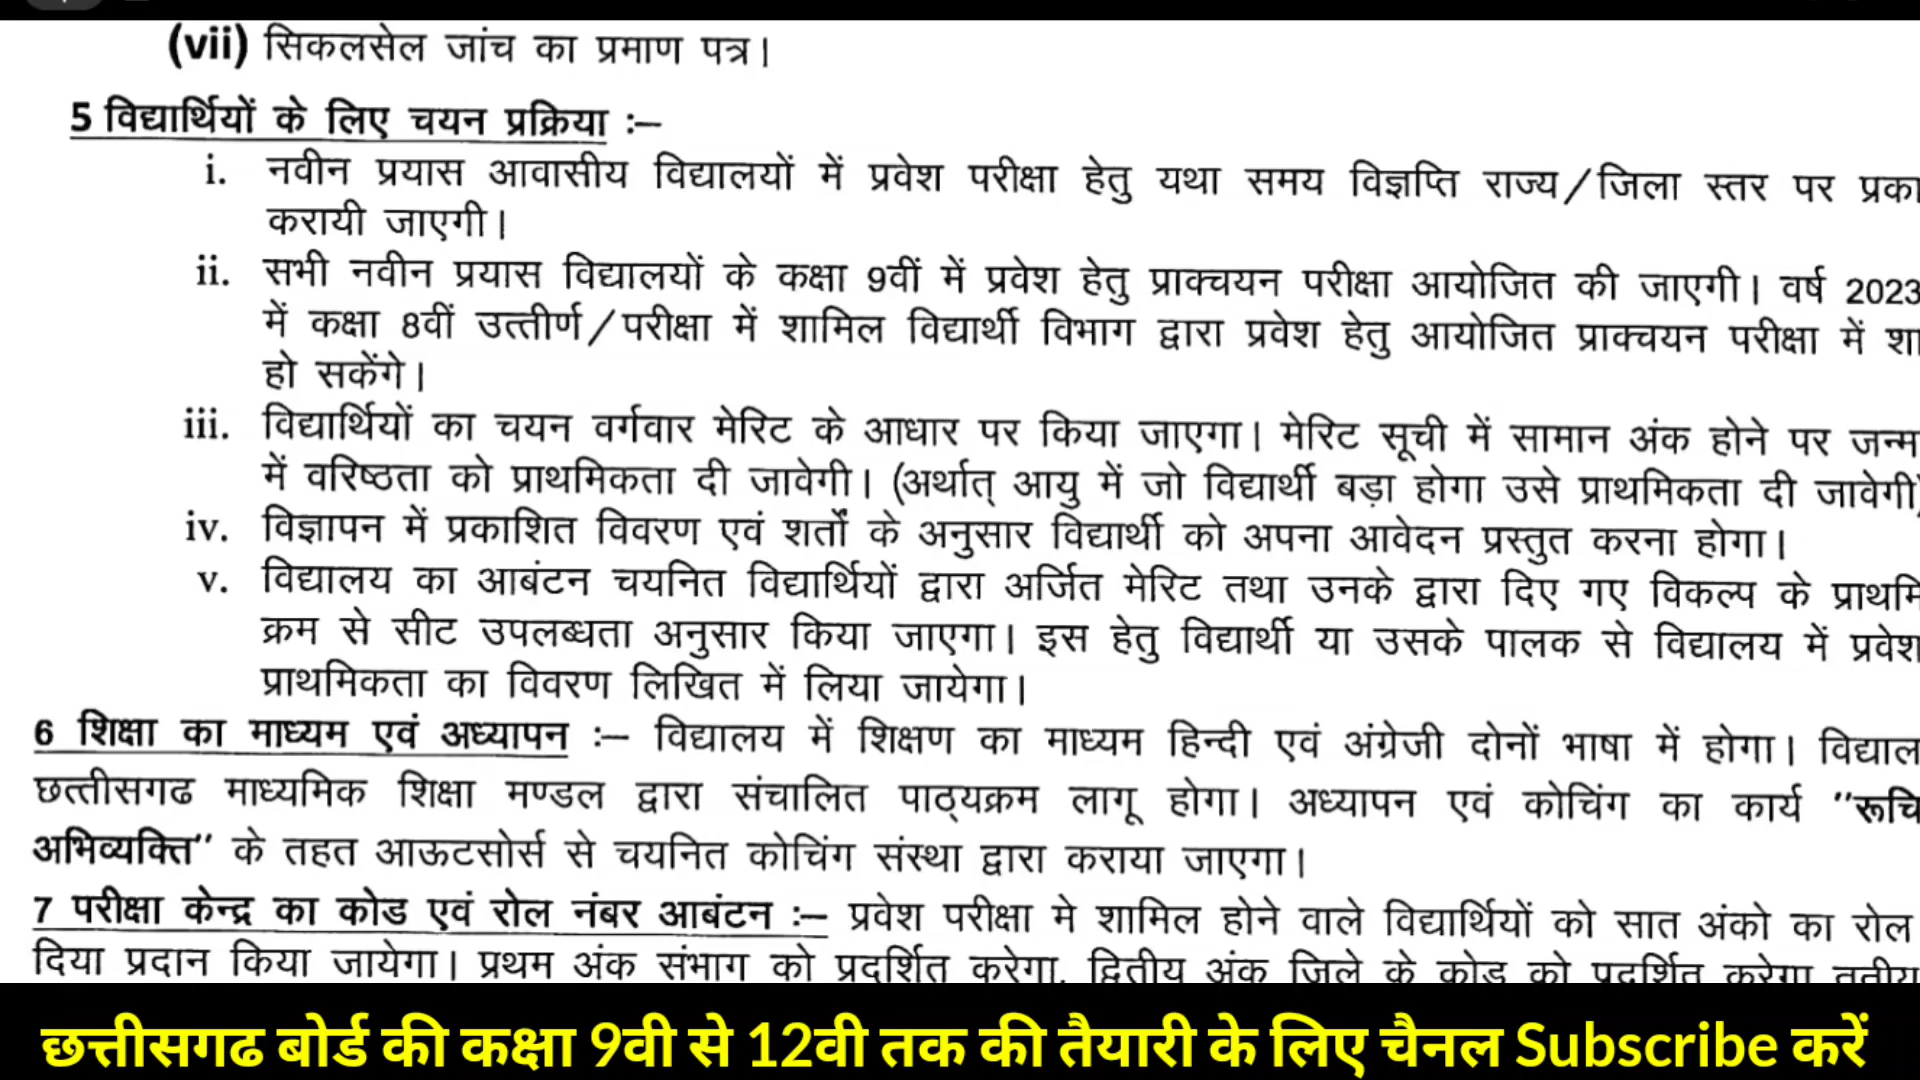 (vii) सिकलसेल जांच का प्रमाण पत्र।
5 विद्यार्थियों के लिए चयन प्रक्रिया :–
i. नवीन प्रयास आवासीय विद्यालयों में प्रवेश परीक्षा हेतु यथा समय विज्ञप्ति राज्य/जिला स्तर पर प्रका
करायी जाएगी।
ii. सभी नवीन प्रयास विद्यालयों के कक्षा 9वीं में प्रवेश हेतु प्राक्चयन परीक्षा आयोजित की जाएगी। वर्ष 2023
में कक्षा 8वीं उत्तीर्ण/परीक्षा में शामिल विद्यार्थी विभाग द्वारा प्रवेश हेतु आयोजित प्राक्चयन परीक्षा में शा
हो सकेंगे।
iii. विद्यार्थियों का चयन वर्गवार मेरिट के आधार पर किया जाएगा। मेरिट सूची में सामान अंक होने पर जन्म
में वरिष्ठता को प्राथमिकता दी जावेगी। (अर्थात् आयु में जो विद्यार्थी बड़ा होगा उसे प्राथमिकता दी जावेगी)
iv. विज्ञापन में प्रकाशित विवरण एवं शर्तों के अनुसार विद्यार्थी को अपना आवेदन प्रस्तुत करना होगा।
v. विद्यालय का आबंटन चयनित विद्यार्थियों द्वारा अर्जित मेरिट तथा उनके द्वारा दिए गए विकल्प के प्राथमि
क्रम से सीट उपलब्धता अनुसार किया जाएगा। इस हेतु विद्यार्थी या उसके पालक से विद्यालय में प्रवेश
प्राथमिकता का विवरण लिखित में लिया जायेगा।
6 शिक्षा का माध्यम एवं अध्यापन :– विद्यालय में शिक्षण का माध्यम हिन्दी एवं अंग्रेजी दोनों भाषा में होगा। विद्याल
छत्तीसगढ माध्यमिक शिक्षा मण्डल द्वारा संचालित पाठ्यक्रम लागू होगा। अध्यापन एवं कोचिंग का कार्य "रूचि
अभिव्यक्ति" के तहत आऊटसोर्स से चयनित कोचिंग संस्था द्वारा कराया जाएगा।
7 परीक्षा केन्द्र का कोड एवं रोल नंबर आबंटन :– प्रवेश परीक्षा मे शामिल होने वाले विद्यार्थियों को सात अंको का रोल
दिया प्रदान किया जायेगा। प्रथम अंक संभाग को प्रदर्शित करेगा, द्वितीय अंक जिले के कोड को प्रदर्शित करेगा तृतीय
छत्तीसगढ बोर्ड की कक्षा 9वी से 12वी तक की तैयारी के लिए चैनल Subscribe करें